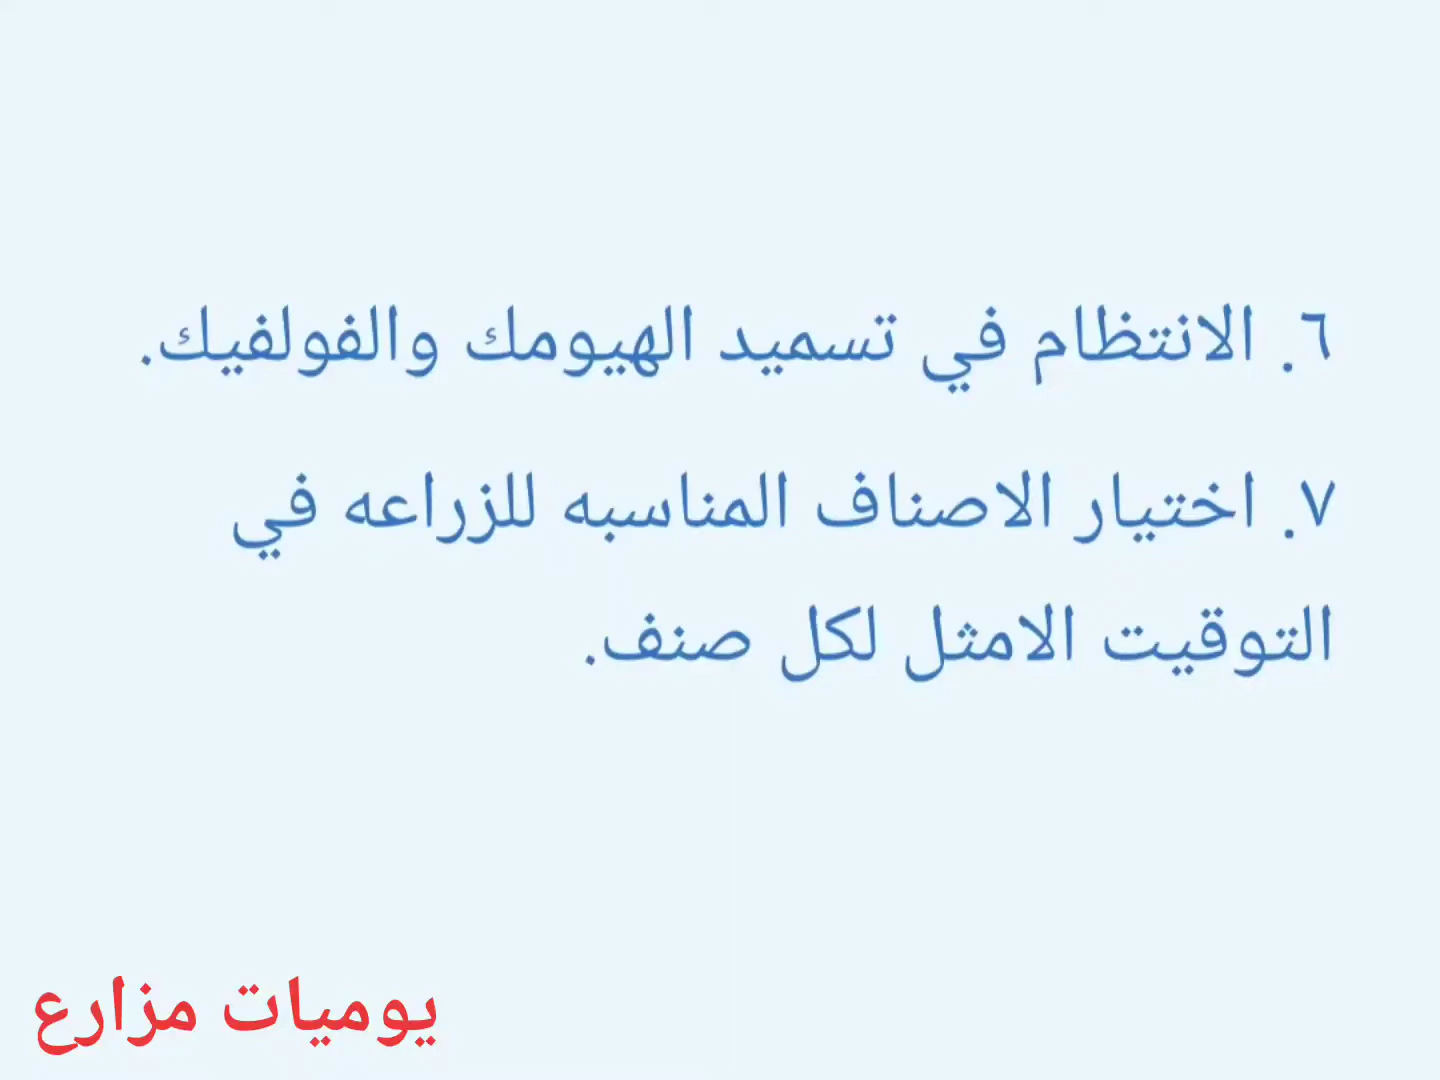 ٦. الانتظام في تسميد الهيومك والفولفيك.
٧. اختيار الاصناف المناسبه للزراعه في
التوقيت الامثل لكل صنف.
يوميات مزارع